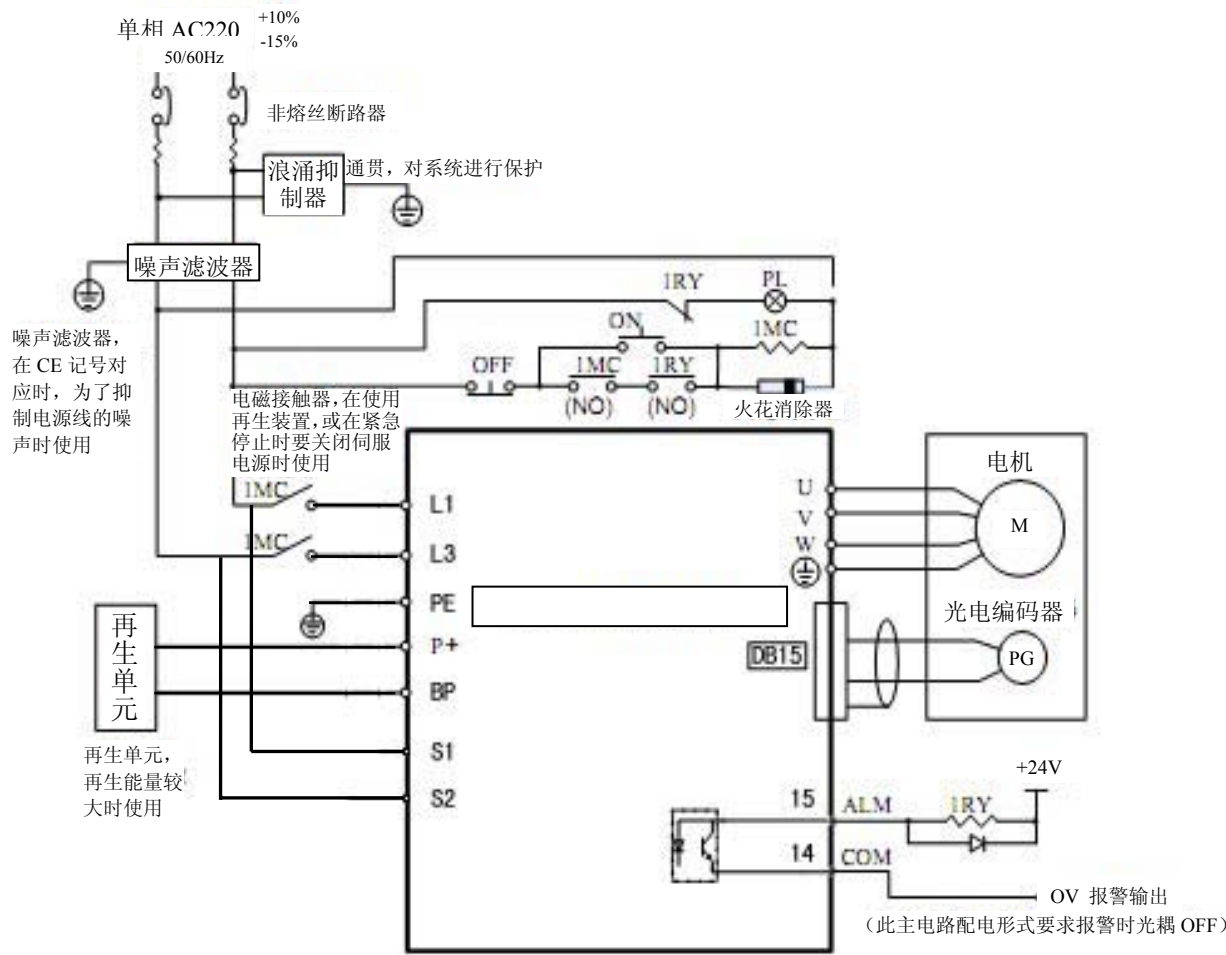 单相 AC220
+10%
-15%
50/60Hz
非熔丝断路器
浪涌抑
制器
通贯，对系统进行保护
噪声滤波器
噪声滤波器，
在 CE 记号对
应时，为了抑
制电源线的噪
声时使用
1RY
PL
ON
1MC
OFF
1MC
1RY
(NO)
(NO)
火花消除器
电磁接触器，在使用
再生装置，或在紧急
停止时要关闭伺服
电源时使用
1MC
L1
1MC
L3
PE
P+
BP
S1
S2
再
生
单
元
再生单元，
再生能量较
大时使用
U
V
W
电机
M
光电编码器
PG
DB15
+24V
15
ALM
1RY
14
COM
OV 报警输出
（此主电路配电形式要求报警时光耦 OFF）